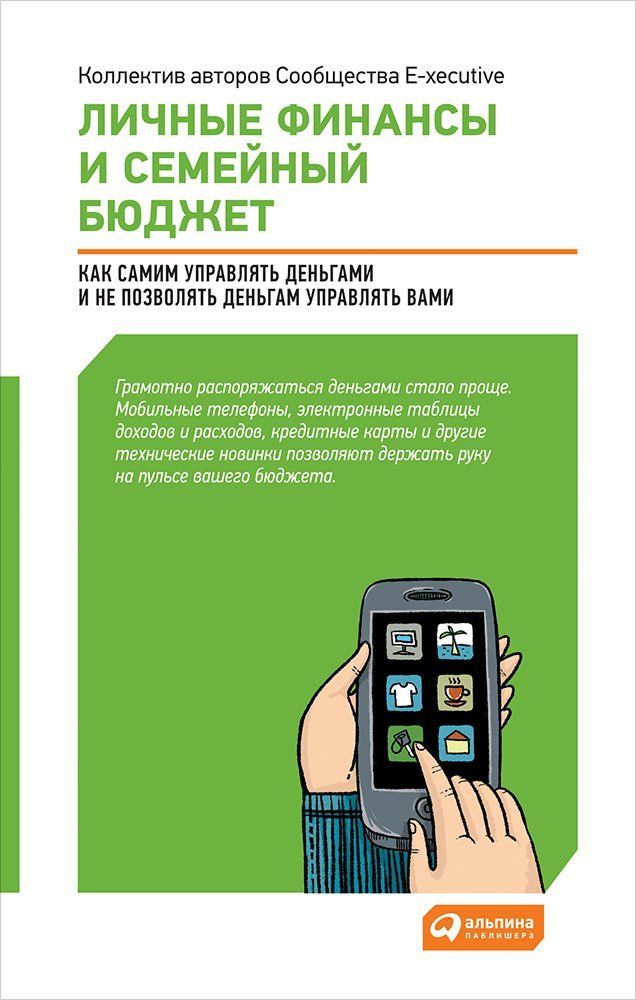 Коллектив авторов Сообщества E-xecutive
ЛИЧНЫЕ ФИНАНСЫ
И СЕМЕЙНЫЙ
БЮДЖЕТ
КАК САМИМ УПРАВЛЯТЬ ДЕНЬГАМИ
И НЕ ПОЗВОЛЯТЬ ДЕНЬГАМ УПРАВЛЯТЬ ВАМИ
Грамотно распоряжаться деньгами стало проще.
Мобильные телефоны, электронные таблицы
доходов и расходов, кредитные карты и другие
технические новинки позволяют держать руку
на пульсе вашего бюджета.
альпина
ПАБЛИШЕРЗ